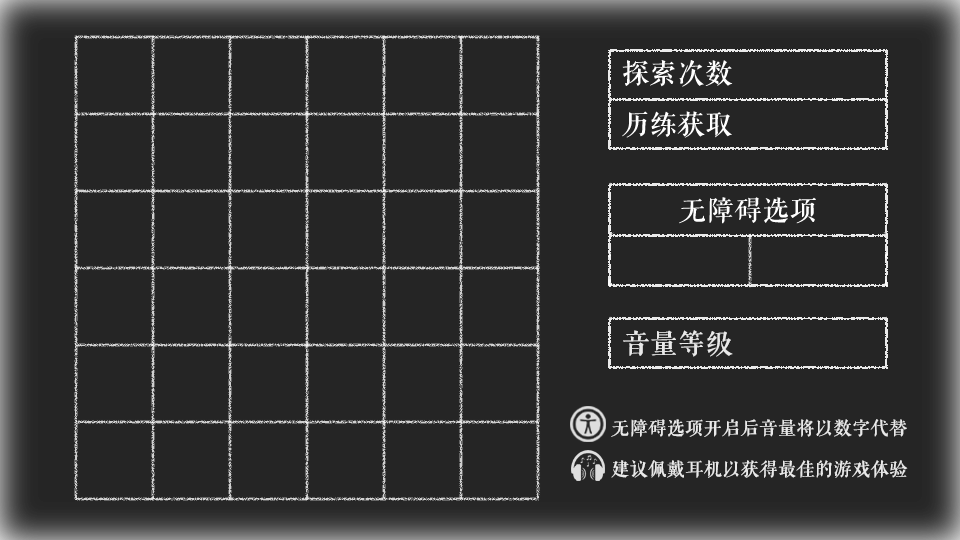 探索次数
历练获取
无障碍选项
音量等级
无障碍选项开启后音量将以数字代替
建议佩戴耳机以获得最佳的游戏体验